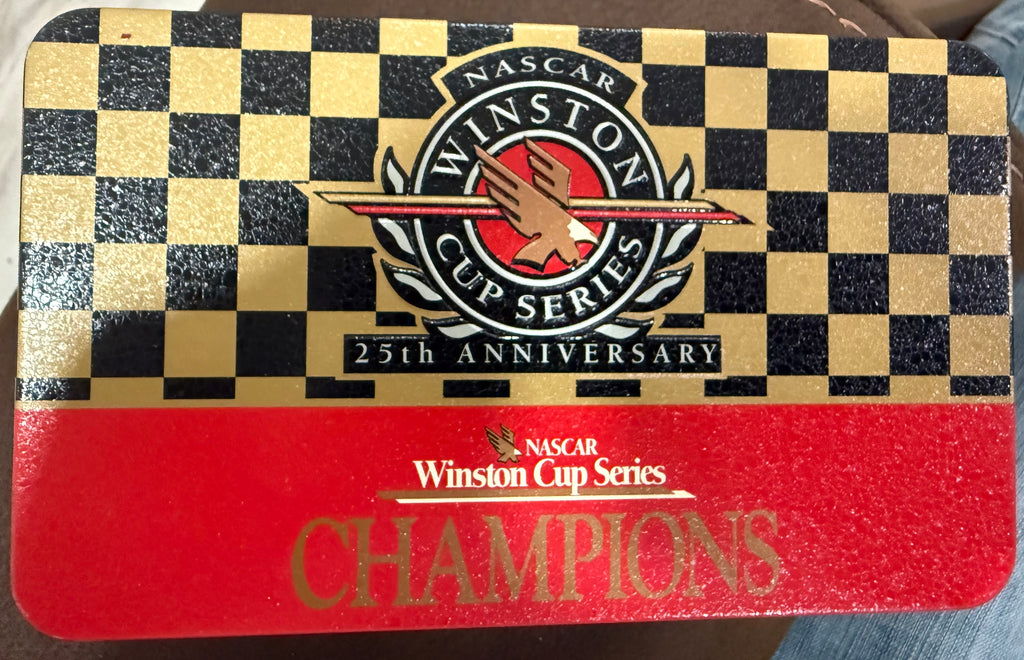 NASCAR
WINSTON
CUP SERIES
25th ANNIVERSARY
NASCAR
Winston Cup Series
CHAMPIONS